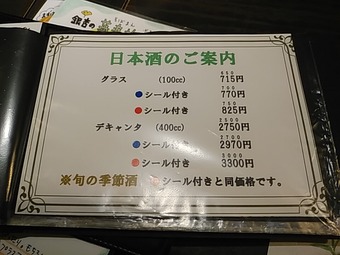 銀杏の
日本酒のご案内
650
グラス (100cc) 715円
700
シール付き 770円
750
シール付き 825円
2500
デキャンタ (400cc) 2750円
2700
シール付き 2970円
3000
シール付き 3300円
※旬の季節酒 シール付きと同価格です。